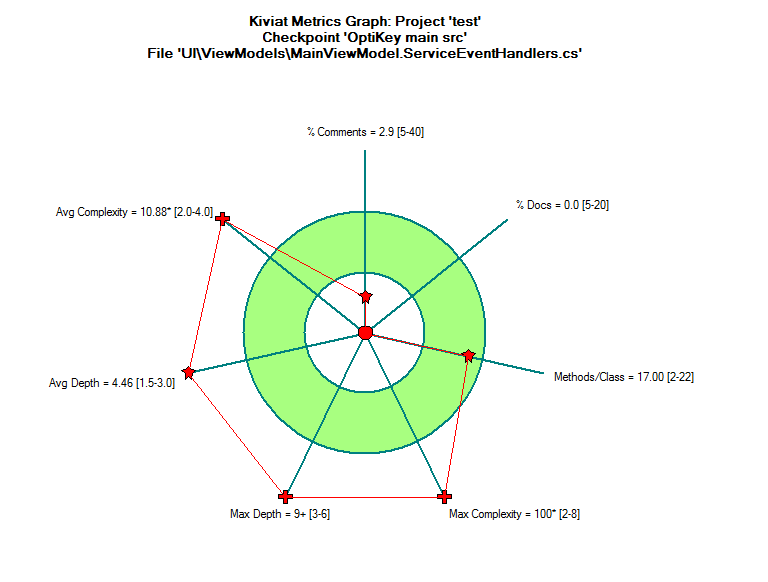 Kiviat Metrics Graph: Project 'test'
Checkpoint 'OptiKey main src'
File 'UI\ViewModels\MainViewModel.ServiceEventHandlers.cs'
% Comments = 2.9 [5-40]
% Docs = 0.0 [5-20]
Avg Complexity = 10.88* [2.0-4.0]
Methods/Class = 17.00 [2-22]
Avg Depth = 4.46 [1.5-3.0]
Max Depth = 9+ [3-6]
Max Complexity = 100* [2-8]